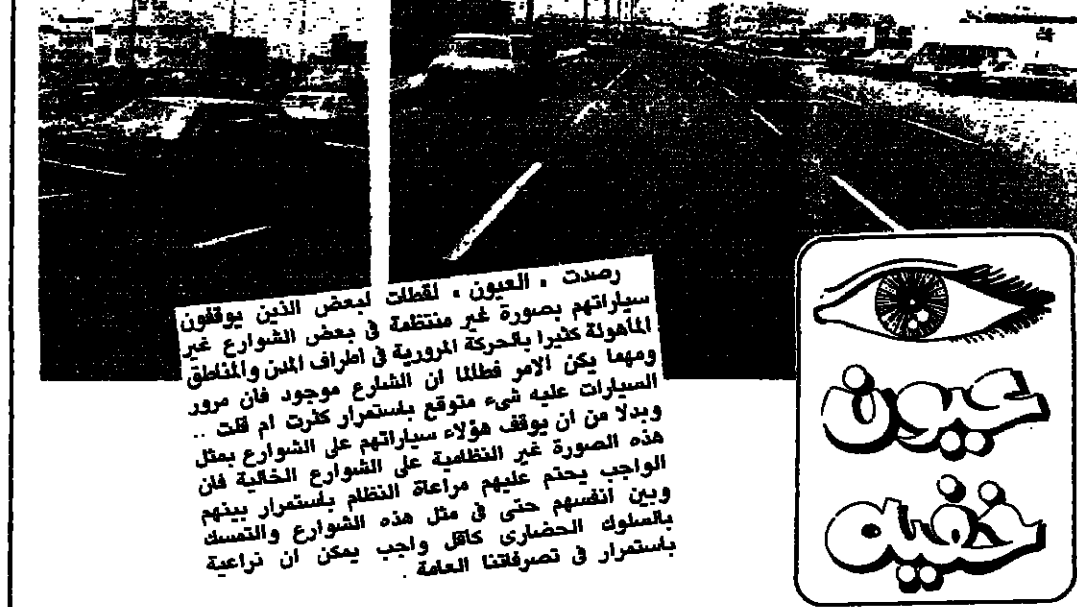 رصدت « العيون » لقطات لبعض الذين يوقفون
سياراتهم بصورة غير منتظمة في بعض الشوارع غير
المأهولة كثيرا بالحركة المرورية في اطراف المدن والمناطق
ومهما يكن الامر فطالما ان الشارع موجود فان مرور
السيارات عليه شيء متوقع باستمرار كثرت ام قلت ..
وبدلا من ان يوقف هؤلاء سياراتهم على الشوارع بمثل
هذه الصورة غير النظامية على الشوارع الخالية فان
الواجب يحتم عليهم مراعاة النظام باستمرار بينهم
وبين انفسهم حتى في مثل هذه الشوارع والتمسك
بالسلوك الحضارى كاقل واجب يمكن ان نراعية
باستمرار في تصرفاتنا العامة .
عيون
خفيه